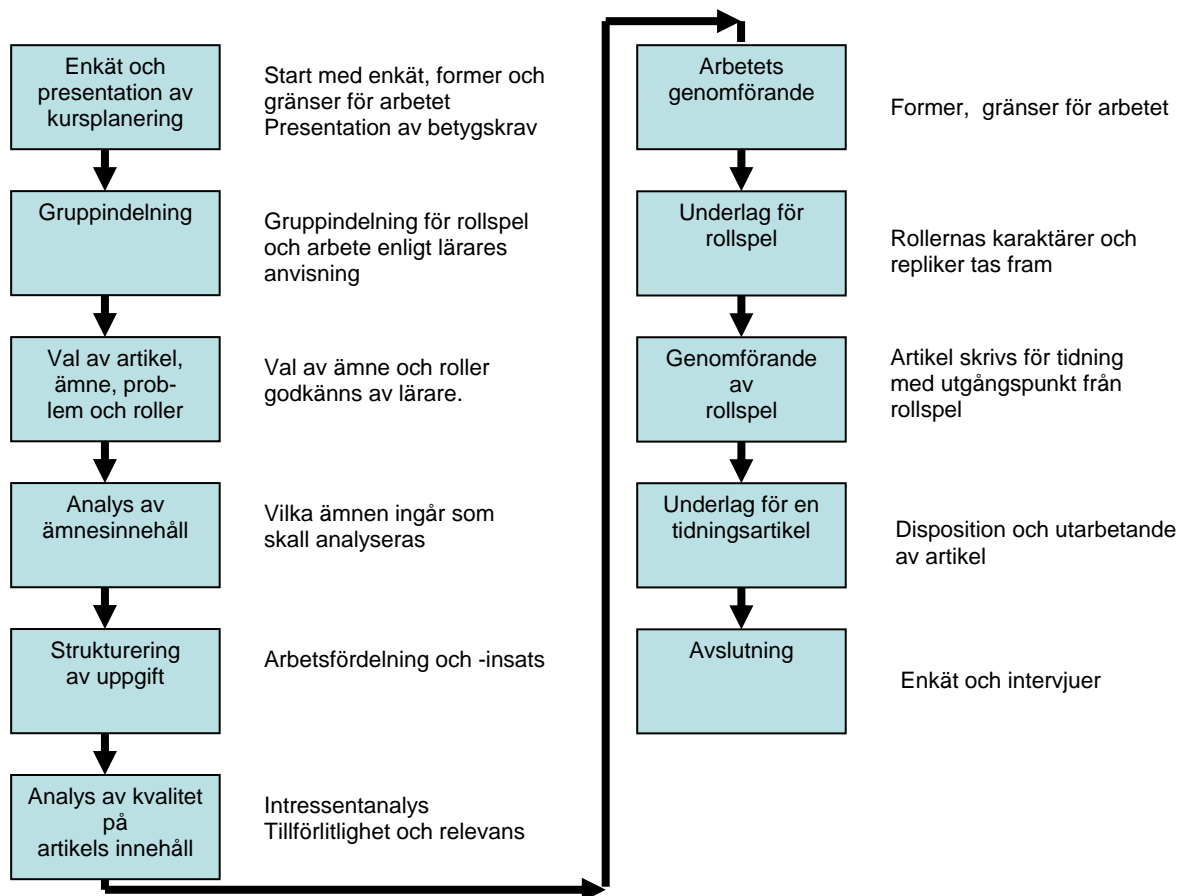 Enkät och
presentation av
kursplanering
Start med enkät, former och
gränser för arbetet
Presentation av betygskrav
Gruppindelning
Gruppindelning för rollspel
och arbete enligt lärares
anvisning
Val av artikel,
ämne, prob-
lem och roller
Val av ämne och roller
godkänns av lärare.
Analys av
ämnesinnehåll
Vilka ämnen ingår som
skall analyseras
Strukturering
av uppgift
Arbetsfördelning och -insats
Analys av kvalitet
på
artikels innehåll
Intressentanalys
Tillförlitlighet och relevans
Arbetets
genomförande
Former, gränser för arbetet
Underlag för
rollspel
Rollernas karaktärer och
repliker tas fram
Genomförande
av
rollspel
Artikel skrivs för tidning
med utgångspunkt från
rollspel
Underlag för en
tidningsartikel
Disposition och utarbetande
av artikel
Avslutning
Enkät och intervjuer